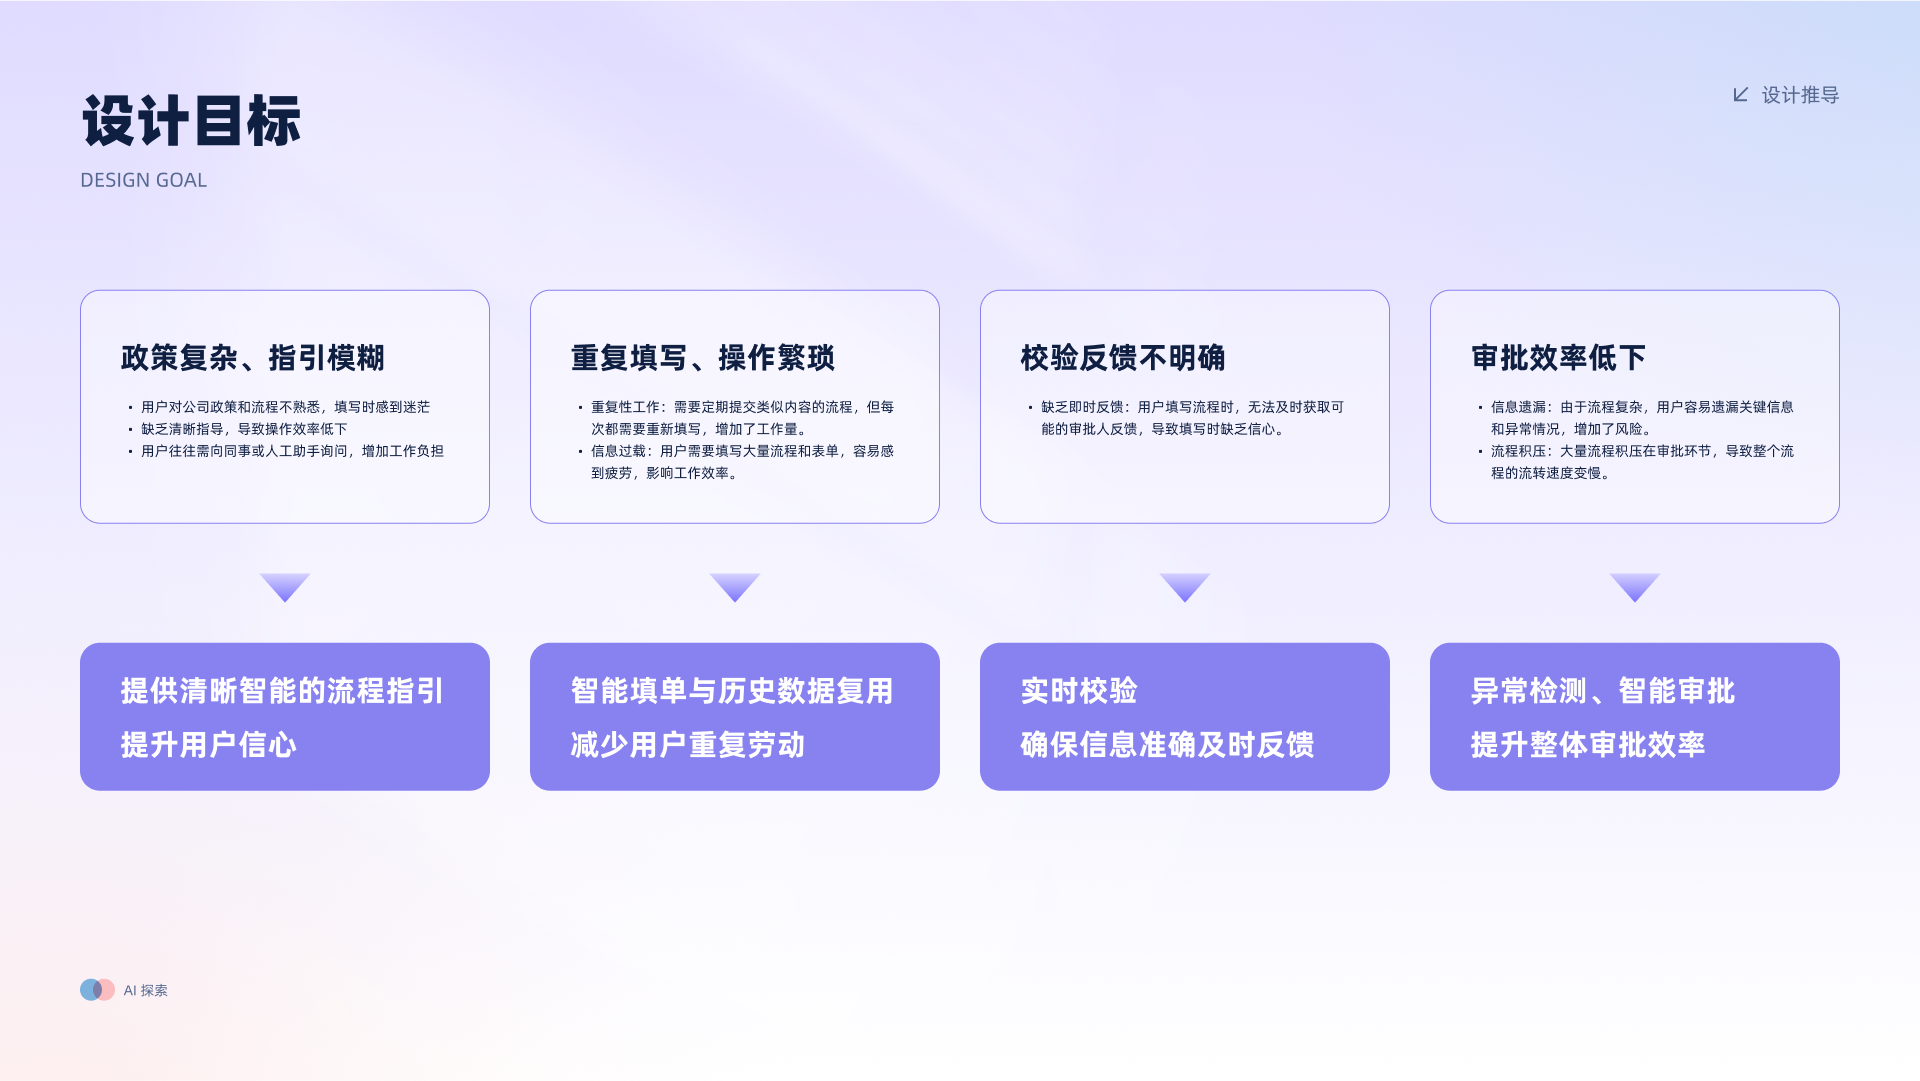 设计目标
DESIGN GOAL
设计推导
政策复杂、指引模糊
• 用户对公司政策和流程不熟悉，填写时感到迷茫
• 缺乏清晰指导，导致操作效率低下
• 用户往往需向同事或人工助手询问，增加工作负担
重复填写、操作繁琐
• 重复性工作：需要定期提交类似内容的流程，但每
次都需要重新填写，增加了工作量。
• 信息过载：用户需要填写大量流程和表单，容易感
到疲劳，影响工作效率。
校验反馈不明确
• 缺乏即时反馈：用户填写流程时，无法及时获取可
能的审批人反馈，导致填写时缺乏信心。
审批效率低下
• 信息遗漏：由于流程复杂，用户容易遗漏关键信息
和异常情况，增加了风险。
• 流程积压：大量流程积压在审批环节，导致整个流
程的流转速度变慢。
提供清晰智能的流程指引
提升用户信心
智能填单与历史数据复用
减少用户重复劳动
实时校验
确保信息准确及时反馈
异常检测、智能审批
提升整体审批效率
AI 探索